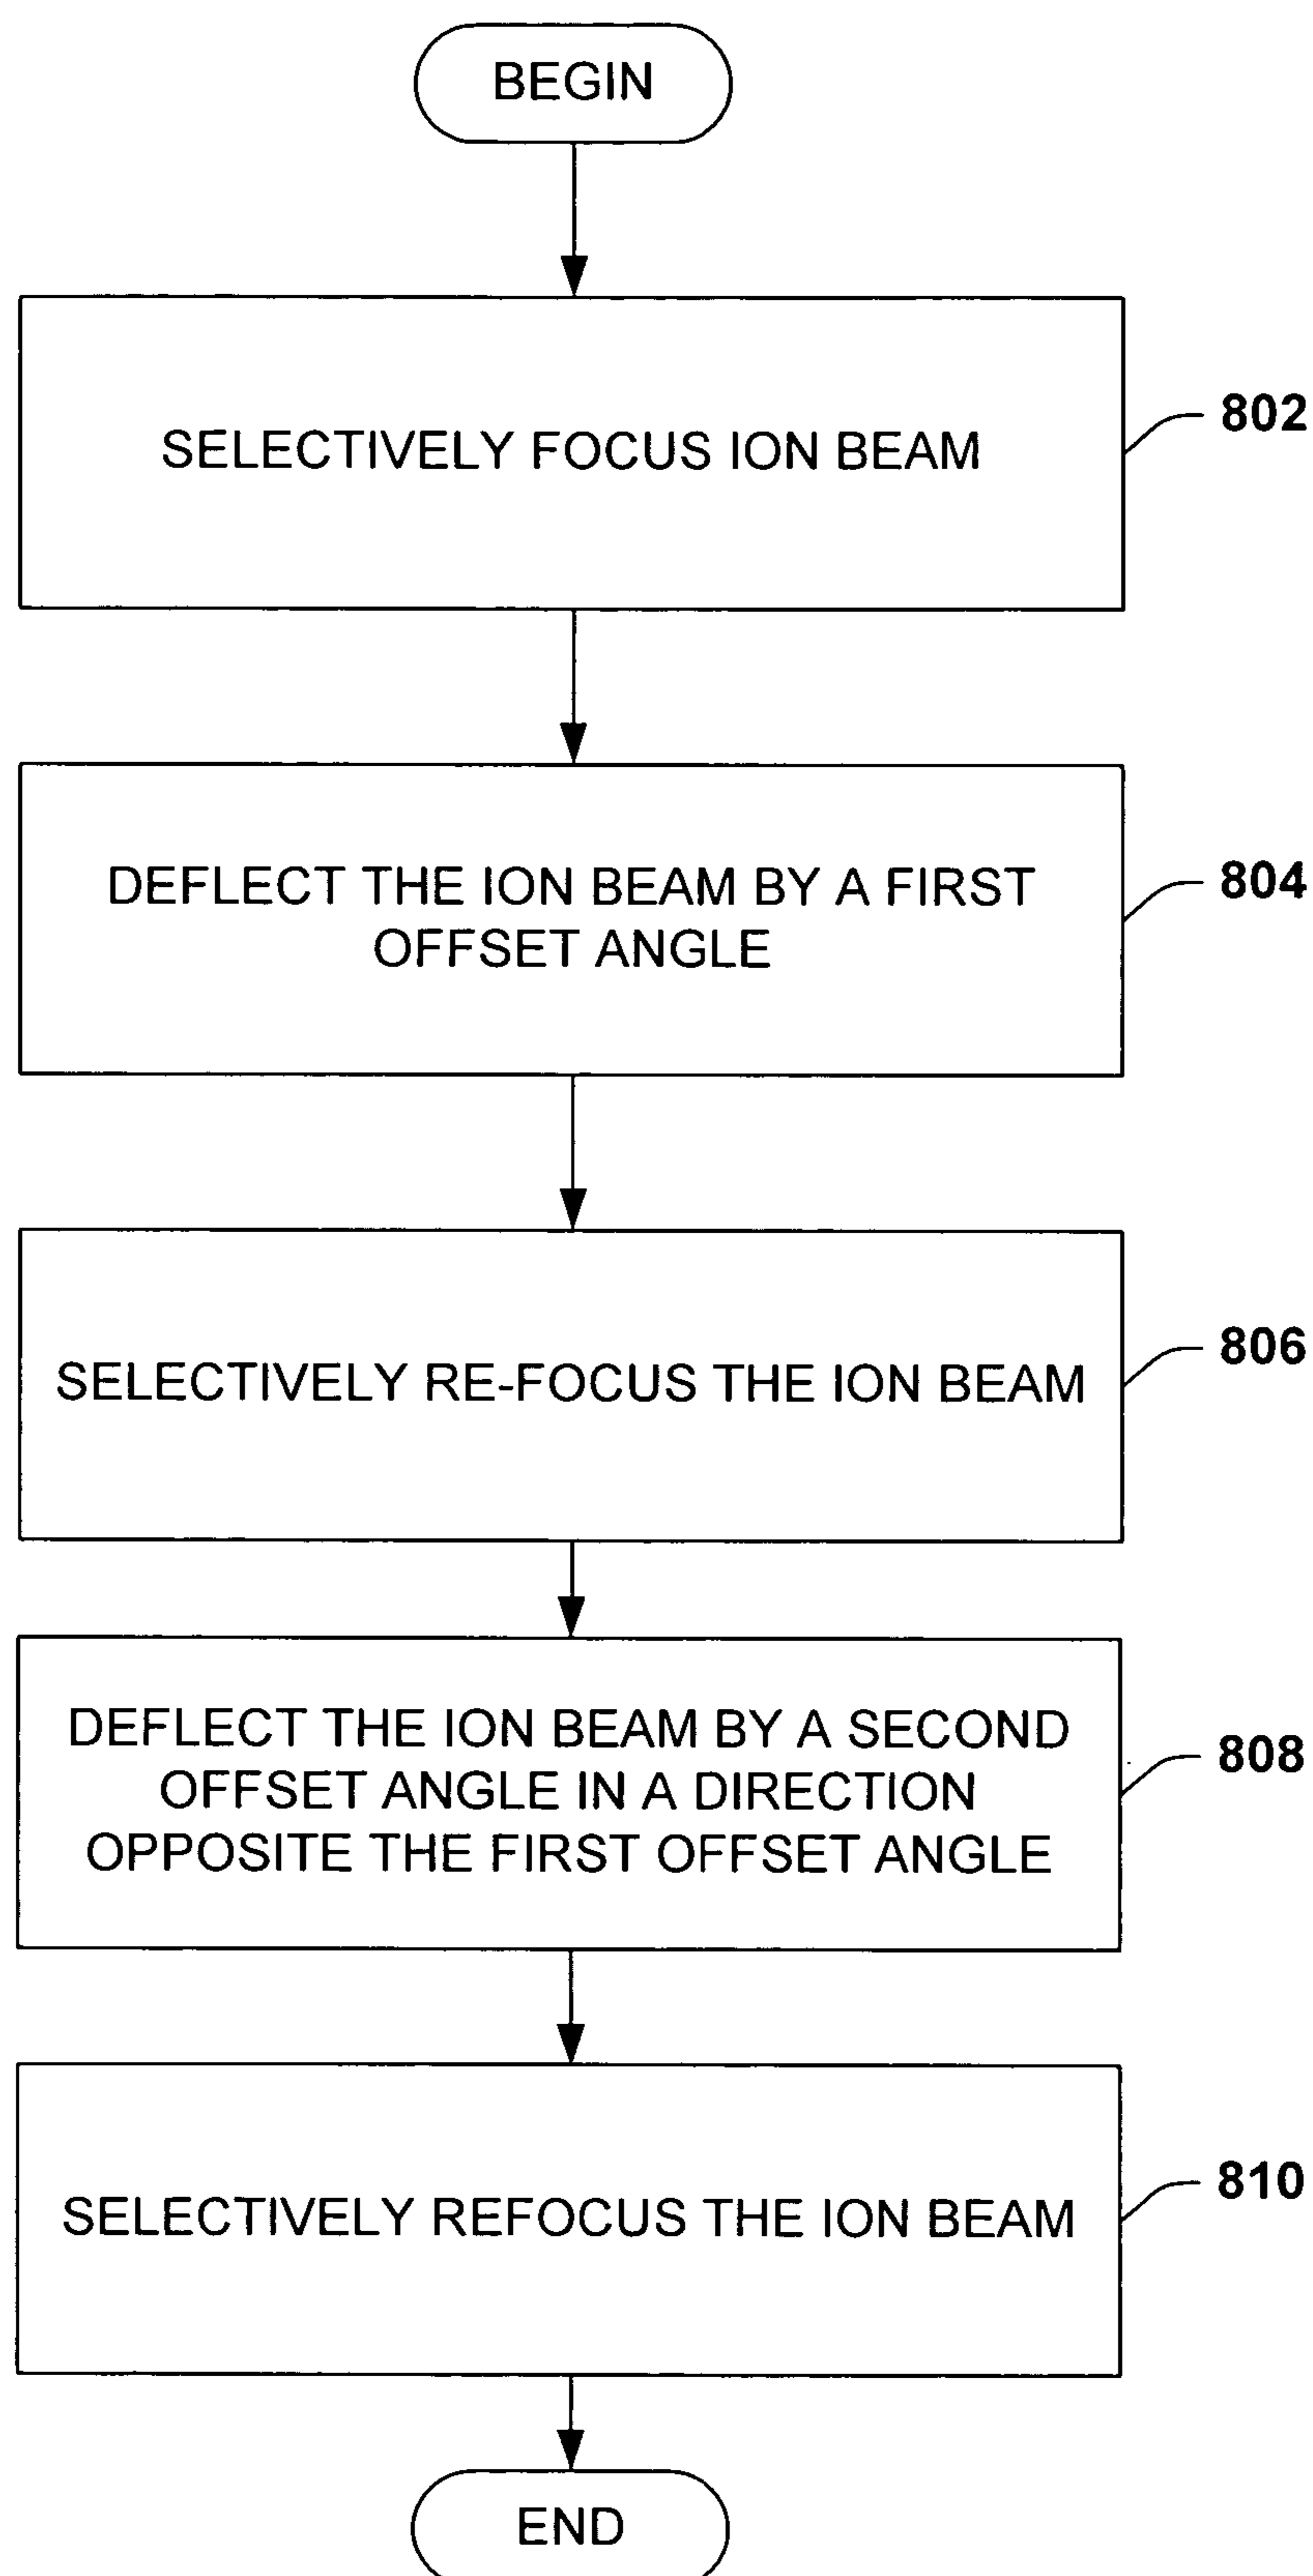 BEGIN
SELECTIVELY FOCUS ION BEAM
802
DEFLECT THE ION BEAM BY A FIRST
OFFSET ANGLE
804
SELECTIVELY RE-FOCUS THE ION BEAM
806
DEFLECT THE ION BEAM BY A SECOND
OFFSET ANGLE IN A DIRECTION
OPPOSITE THE FIRST OFFSET ANGLE
808
SELECTIVELY REFOCUS THE ION BEAM
810
END